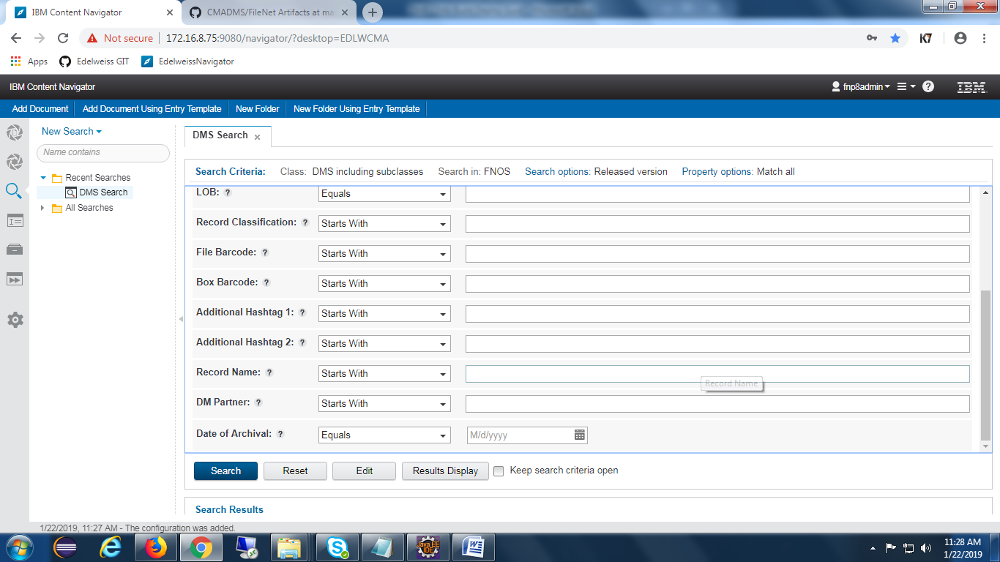 IBM Content Navigator
CMADMS/FileNet Artifacts at ma
Not secure
172.16.8.75:9080/navigator/?desktop=EDLWCMA
Apps
Edelweiss GIT
EdelweissNavigator
IBM Content Navigator
fnp8admin
?
IBM
Add Document
Add Document Using Entry Template
New Folder
New Folder Using Entry Template
New Search
Name contains
Recent Searches
DMS Search
All Searches
DMS Search
Search Criteria: Class: DMS including subclasses Search in: FNOS Search options: Released version Property options: Match all
LOB: ? Equals
Record Classification: ? Starts With
File Barcode: ? Starts With
Box Barcode: ? Starts With
Additional Hashtag 1: ? Starts With
Additional Hashtag 2: ? Starts With
Record Name: ? Starts With
Record Name
DM Partner: ? Starts With
Date of Archival: ? Equals M/d/yyyy
Search Reset Edit Results Display Keep search criteria open
Search Results
1/22/2019, 11:27 AM - The configuration was added.
Java EE
IDE
11:28 AM
1/22/2019